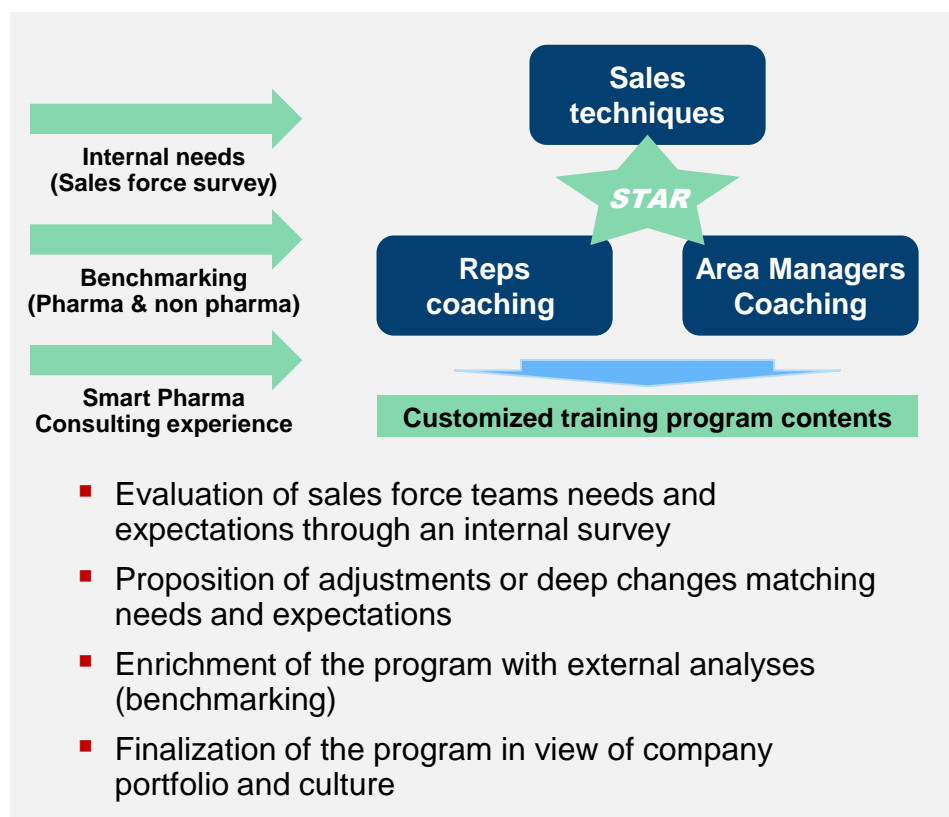 Sales
techniques
Internal needs
(Sales force survey)
STAR
Benchmarking
(Pharma & non pharma)
Reps
coaching
Area Managers
Coaching
Smart Pharma
Consulting experience
Customized training program contents
Evaluation of sales force teams needs and
expectations through an internal survey
Proposition of adjustments or deep changes matching
needs and expectations
Enrichment of the program with external analyses
(benchmarking)
Finalization of the program in view of company
portfolio and culture